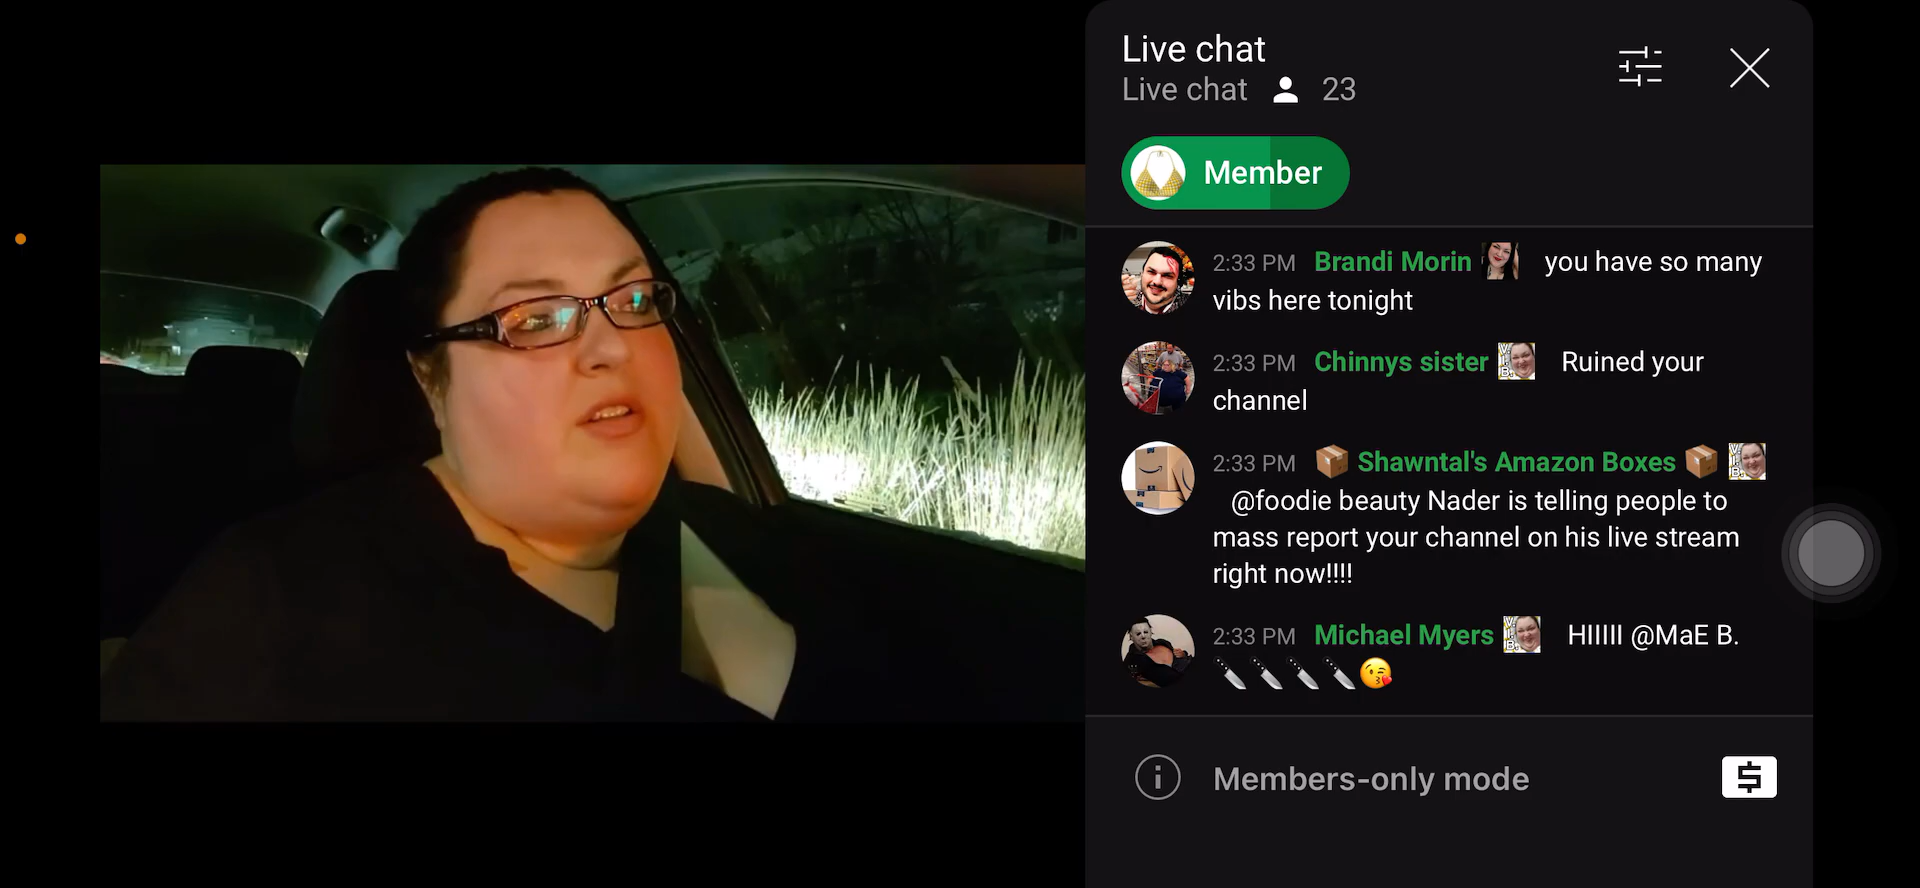 Live chat
Live chat 23
Member
2:33 PM Brandi Morin you have so many
vibs here tonight
2:33 PM Chinnys sister Ruined your
channel
2:33 PM 📦 Shawntal's Amazon Boxes 📦
@foodie beauty Nader is telling people to
mass report your channel on his live stream
right now!!!!
2:33 PM Michael Myers HIIIII @MaE B.
🔪🔪🔪🔪😘
Members-only mode
$